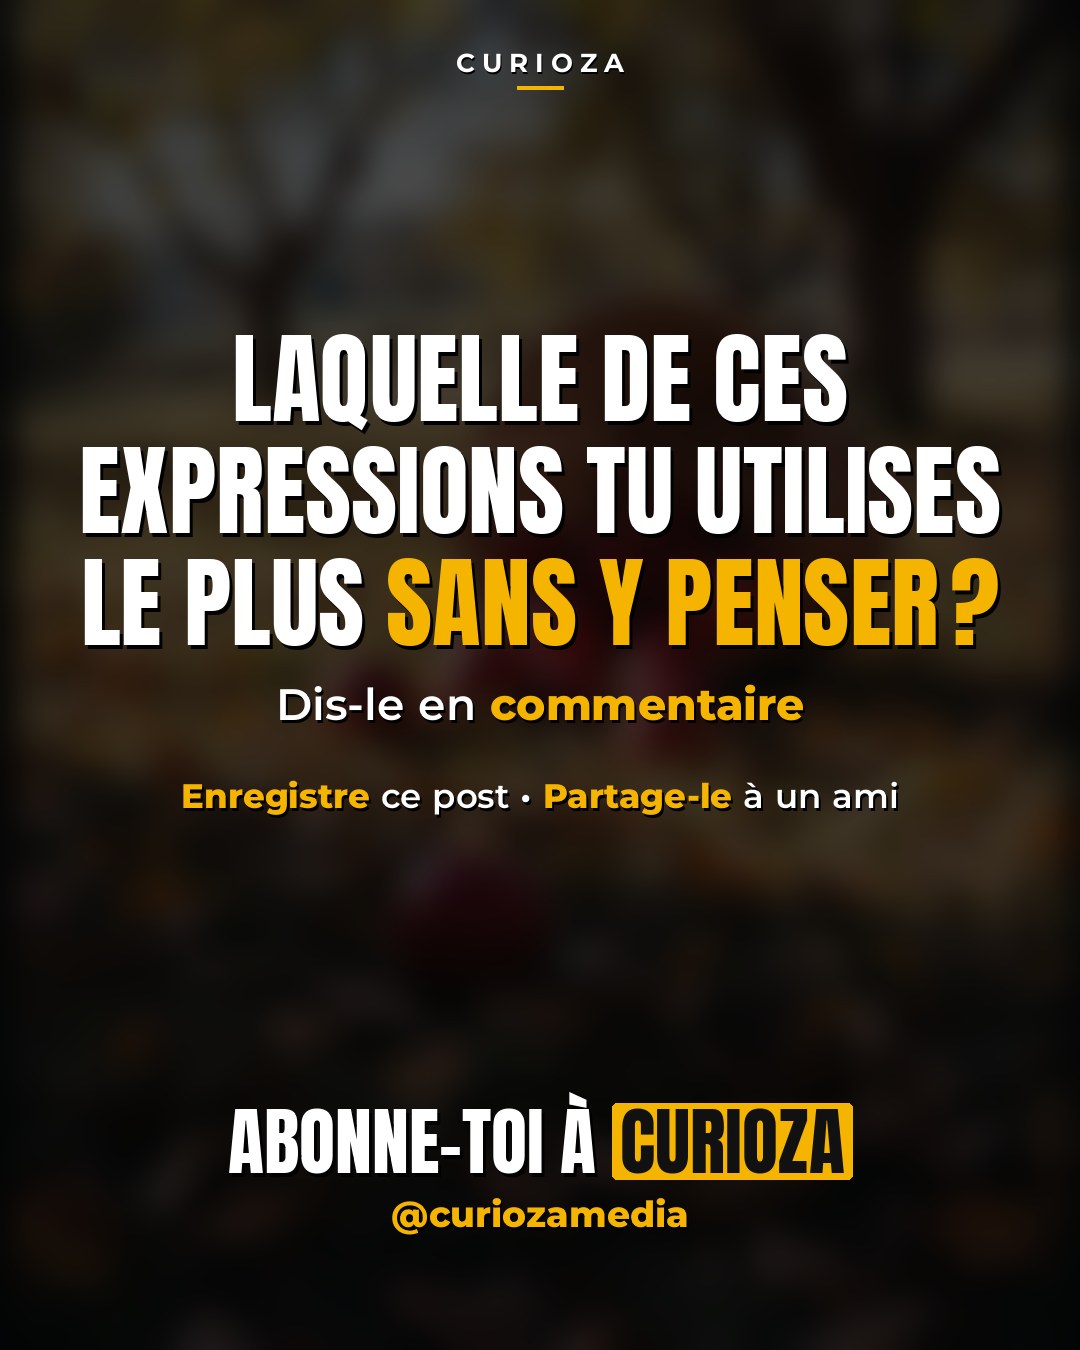 CURIOZA
LAQUELLE DE CES
EXPRESSIONS TU UTILISES
LE PLUS SANS Y PENSER ?
Dis-le en commentaire
Enregistre ce post • Partage-le à un ami
ABONNE-TOI À CURIOZA
@curiozamedia